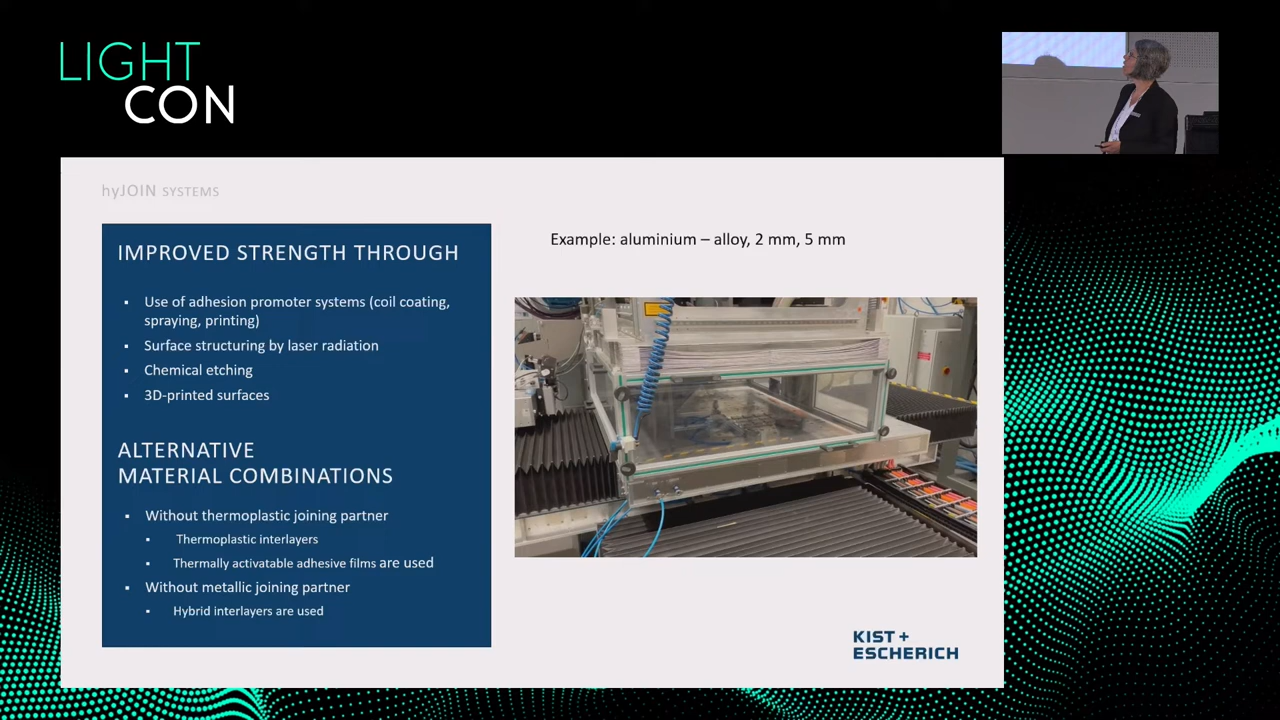 LIGHT
CON
hyJOIN SYSTEMS
IMPROVED STRENGTH THROUGH
▪ Use of adhesion promoter systems (coil coating,
spraying, printing)
▪ Surface structuring by laser radiation
▪ Chemical etching
▪ 3D-printed surfaces
ALTERNATIVE
MATERIAL COMBINATIONS
▪ Without thermoplastic joining partner
▪ Thermoplastic interlayers
▪ Thermally activatable adhesive films are used
▪ Without metallic joining partner
▪ Hybrid interlayers are used
Example: aluminium – alloy, 2 mm, 5 mm
KIST +
ESCHERICH